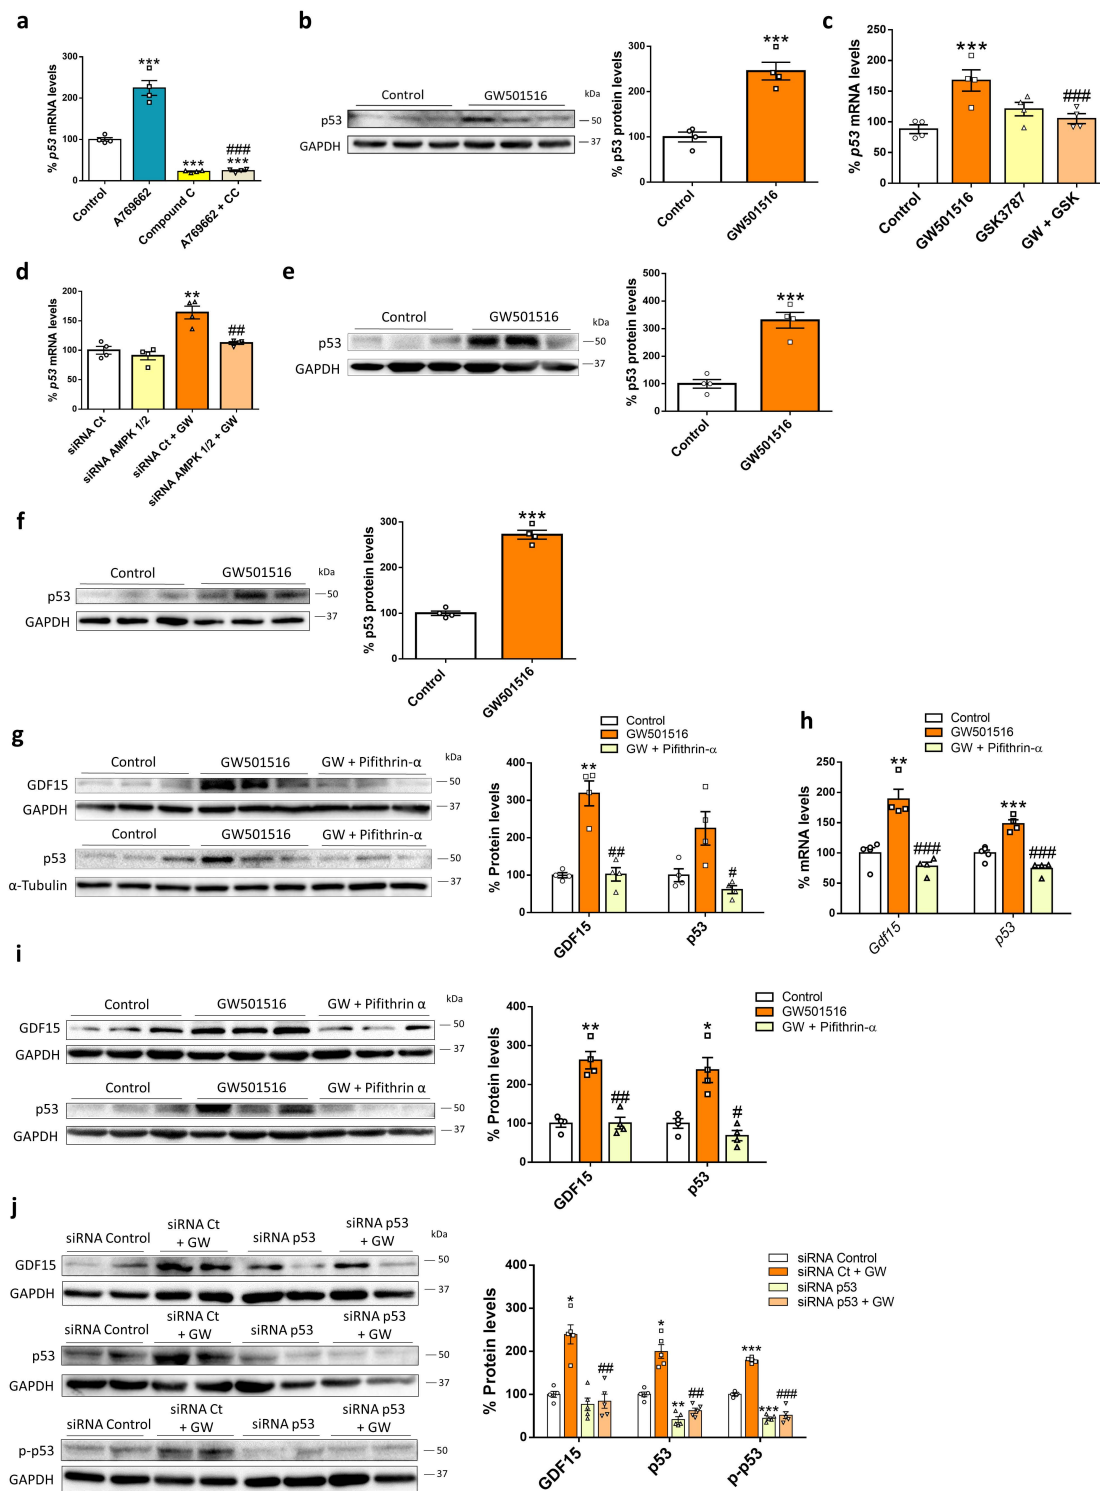 a
% p53 mRNA levels
300
200
100
0
***
***
###
***
Control
A769662
Compound C
A769662 + CC
b
Control
GW501516
kDa
p53
— 50
GAPDH
— 37
% p53 protein levels
300
200
100
0
***
Control
GW501516
c
% p53 mRNA levels
250
200
150
100
50
0
***
###
Control
GW501516
GSK3787
GW + GSK
d
% p53 mRNA levels
200
150
100
50
0
**
##
siRNA Ct
siRNA AMPK 1/2
siRNA Ct + GW
siRNA AMPK 1/2 + GW
e
Control
GW501516
kDa
p53
— 50
GAPDH
— 37
% p53 protein levels
500
400
300
200
100
0
***
Control
GW501516
f
Control
GW501516
kDa
p53
—50
GAPDH
—37
% p53 protein levels
300
200
100
0
***
Control
GW501516
g
Control
GW501516
GW + Pifithrin-α
kDa
GDF15
— 50
GAPDH
— 37
Control
GW501516
GW + Pifithrin-α
p53
— 50
α-Tubulin
— 37
Control
GW501516
GW + Pifithrin-α
% Protein levels
400
300
200
100
0
**
##
#
GDF15
p53
h
Control
GW501516
GW + Pifithrin-α
% mRNA levels
250
200
150
100
50
0
**
###
***
###
Gdf15
p53
i
Control
GW501516
GW + Pifithrin α
kDa
GDF15
— 50
GAPDH
— 37
Control
GW501516
GW + Pifithrin α
p53
— 50
GAPDH
— 37
Control
GW501516
GW + Pifithrin-α
% Protein levels
400
300
200
100
0
**
##
*
#
GDF15
p53
j
siRNA Control
siRNA Ct
+ GW
siRNA p53
siRNA p53
+ GW
kDa
GDF15
— 50
GAPDH
— 37
siRNA Control
siRNA Ct
+ GW
siRNA p53
siRNA p53
+ GW
p53
— 50
GAPDH
— 37
siRNA Control
siRNA Ct
+ GW
siRNA p53
siRNA p53
+ GW
p-p53
— 50
GAPDH
— 37
siRNA Control
siRNA Ct + GW
siRNA p53
siRNA p53 + GW
% Protein levels
400
300
200
100
0
*
##
*
**
##
***
***
###
GDF15
p53
p-p53